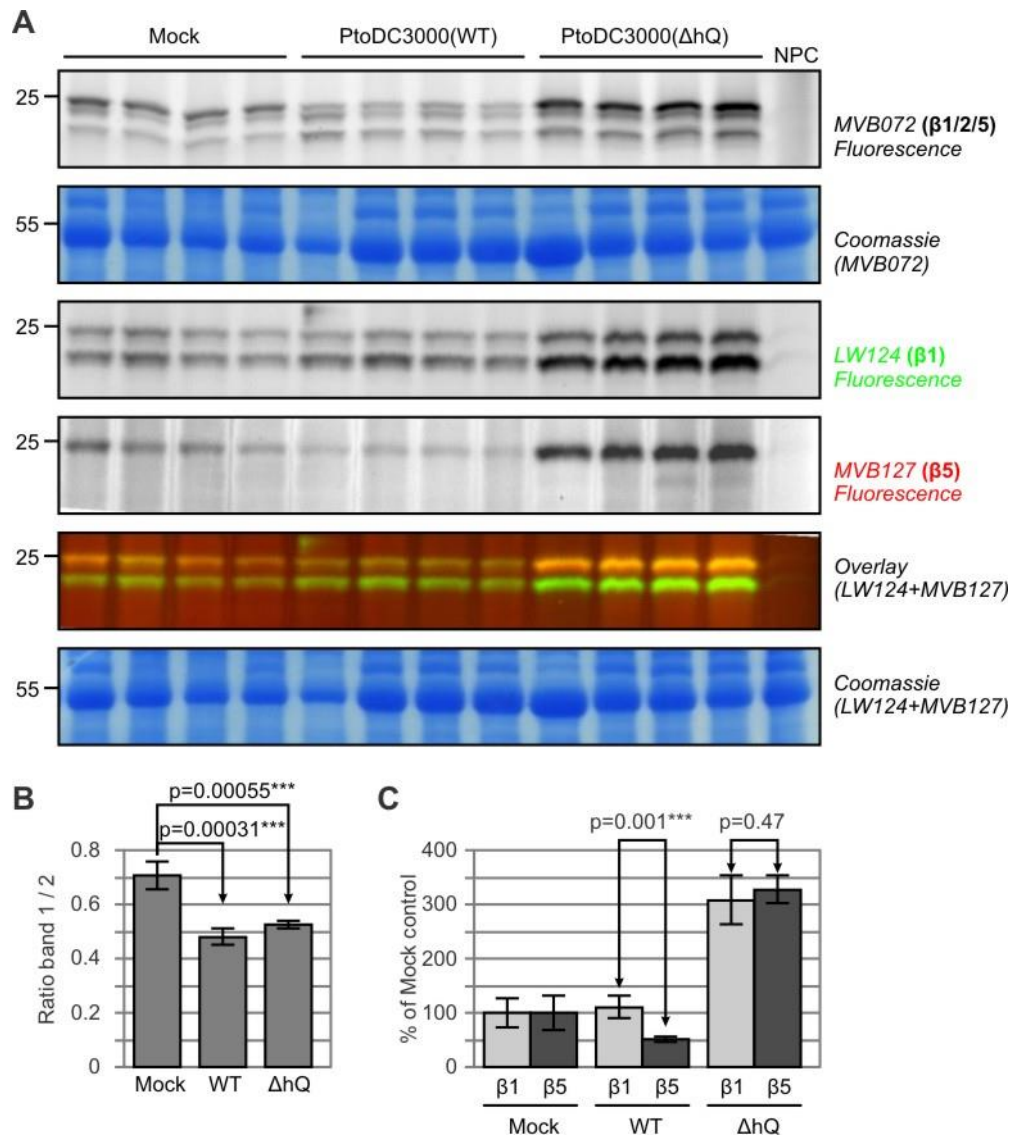 A
Mock PtoDC3000(WT) PtoDC3000(ΔhQ) NPC
25
MVB072 (β1/2/5)
Fluorescence
55
Coomassie
(MVB072)
25
LW124 (β1)
Fluorescence
25
MVB127 (β5)
Fluorescence
25
Overlay
(LW124+MVB127)
55
Coomassie
(LW124+MVB127)
B
p=0.00055***
p=0.00031***
Ratio band 1 / 2
0.8
0.6
0.4
0.2
0
Mock WT ΔhQ
C
p=0.001*** p=0.47
% of Mock control
400
300
200
100
0
β1 β5 β1 β5 β1 β5
Mock WT ΔhQ